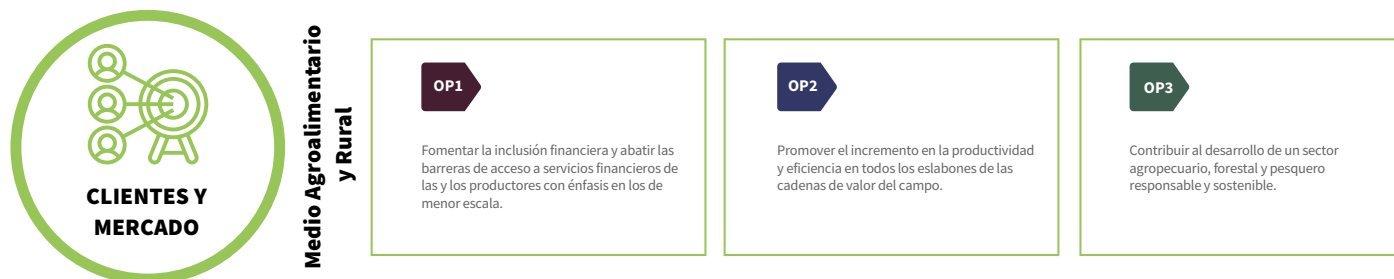 CLIENTES Y
MERCADO
Medio Agroalimentario
y Rural
OP1
Fomentar la inclusión financiera y abatir las
barreras de acceso a servicios financieros de
las y los productores con énfasis en los de
menor escala.
OP2
Promover el incremento en la productividad
y eficiencia en todos los eslabones de las
cadenas de valor del campo.
OP3
Contribuir al desarrollo de un sector
agropecuario, forestal y pesquero
responsable y sostenible.